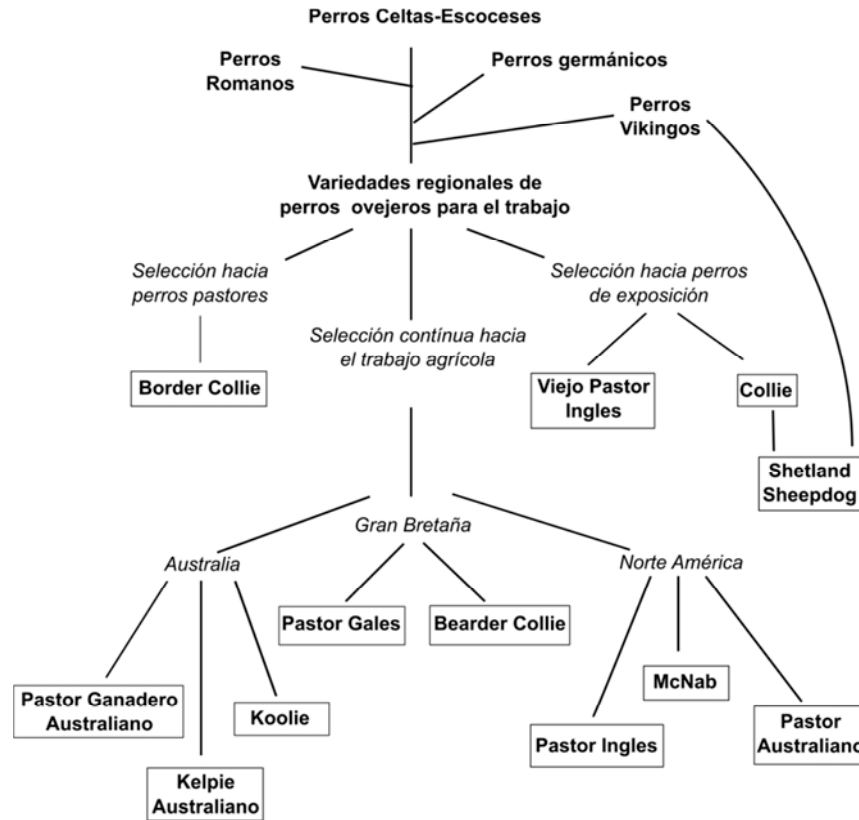 Perros Celtas-Escoceses
Perros
Romanos
Perros germánicos
Perros
Vikingos
Variedades regionales de
perros ovejeros para el trabajo
Selección hacia
perros pastores
Selección contínua hacia
el trabajo agrícola
Selección hacia perros
de exposición
Border Collie
Viejo Pastor
Ingles
Collie
Shetland
Sheepdog
Gran Bretaña
Australia
Norte América
Pastor Gales
Bearder Collie
Pastor Ganadero
Australiano
Koolie
Kelpie
Australiano
McNab
Pastor Ingles
Pastor
Australiano